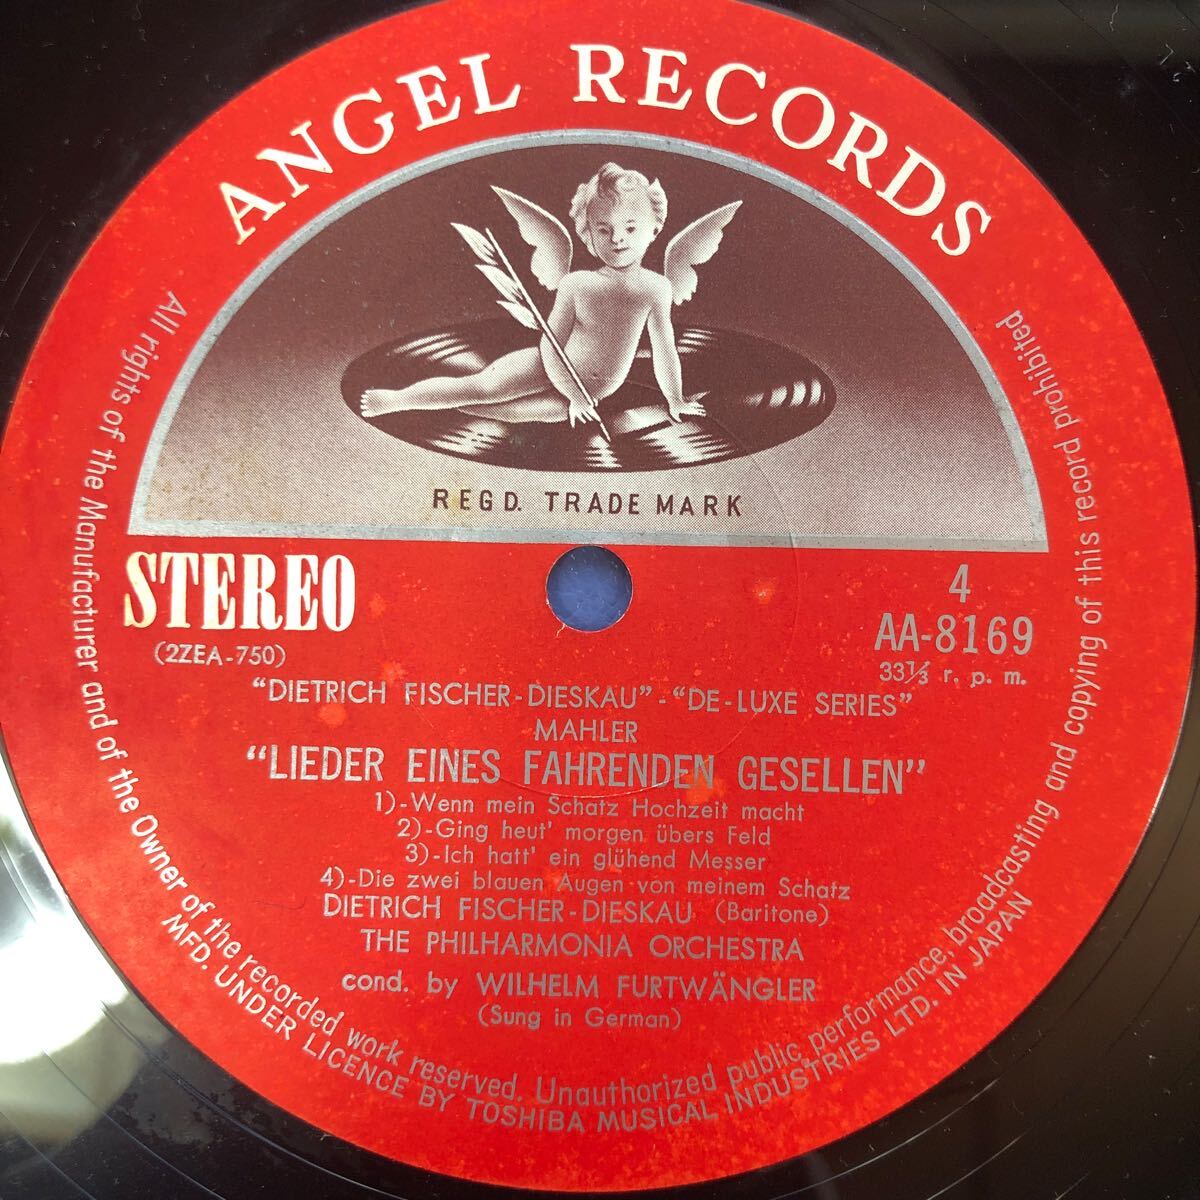 ANGEL RECORDS
REGD. TRADE MARK
STEREO
(2ZEA-750)
4
AA-8169
33⅓ r. p. m.
“DIETRICH FISCHER-DIESKAU”-“DE-LUXE SERIES”
MAHLER
“LIEDER EINES FAHRENDEN GESELLEN”
1)-Wenn mein Schatz Hochzeit macht
2)-Ging heut' morgen übers Feld
3)-Ich hatt' ein glühend Messer
4)-Die zwei blauen Augen von meinem Schatz
DIETRICH FISCHER-DIESKAU (Baritone)
THE PHILHARMONIA ORCHESTRA
cond. by WILHELM FURTWÄNGLER
(Sung in German)
All rights of the Manufacturer and of the Owner of the recorded work reserved. Unauthorized public performance, broadcasting and copying of this record prohibited
MFD. UNDER LICENCE BY TOSHIBA MUSICAL INDUSTRIES LTD. IN JAPAN